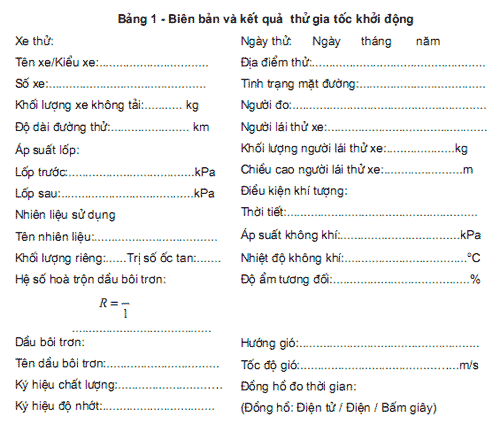 Bảng 1 - Biên bản và kết quả thử gia tốc khởi động
Xe thử:
Tên xe/Kiểu xe:................................
Số xe:..............................................
Khối lượng xe không tải:........... kg
Độ dài đường thử:....................... km
Áp suất lốp:
Lốp trước:.....................................kPa
Lốp sau:.......................................kPa
Nhiên liệu sử dụng
Tên nhiên liệu:....................................
Khối lượng riêng:......Trị số ốc tan:.......
Hệ số hoà trộn dầu bôi trơn:
R = — 1
.........................................
Dầu bôi trơn:
Tên dầu bôi trơn:.................................
Ký hiệu chất lượng:..............................
Ký hiệu độ nhớt:..................................
Ngày thử: Ngày tháng năm
Địa điểm thử:..........................................
Tình trạng mặt đường:.............................
Người đo:................................................
Người lái thử xe:......................................
Khối lượng người lái thử xe:....................kg
Chiều cao người lái thử xe:.......................m
Điều kiện khí tượng:
Thời tiết:................................................
Áp suất không khí:...................................kPa
Nhiệt độ không khí:....................................°C
Độ ẩm tương đối:........................................%
Hướng gió:....................................................
Tốc độ gió:..........................................m/s
Đồng hồ đo thời gian:
(Đồng hồ: Điện tử / Điện / Bấm giây)